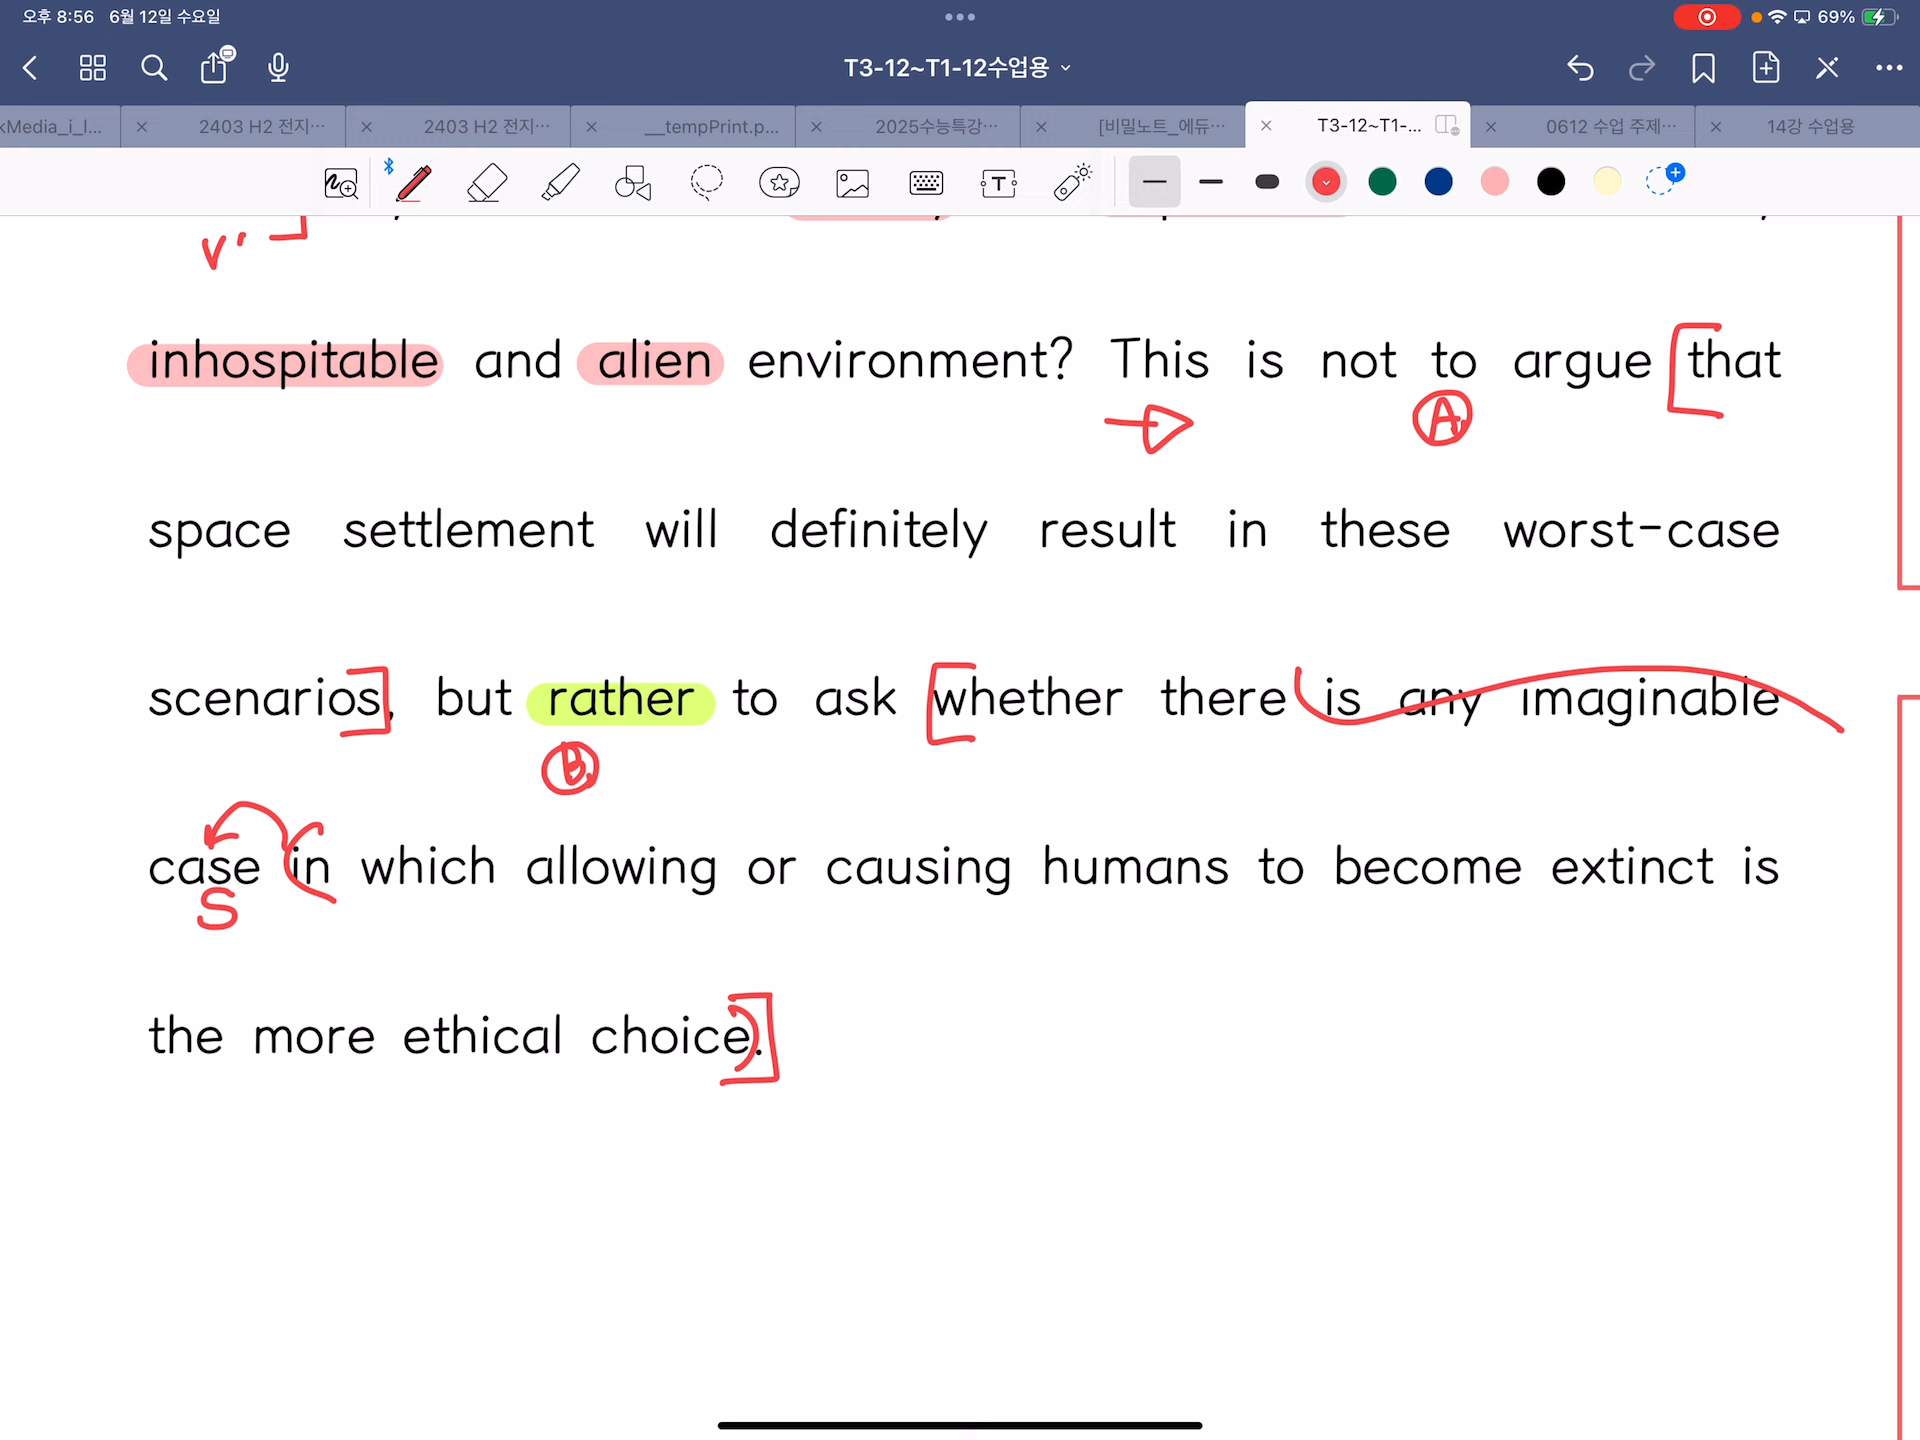 오후 8:56 6월 12일 수요일
69%
T3-12~T1-12수업용
kMedia_i_l... 2403 H2 전지… 2403 H2 전지… __tempPrint.p... 2025수능특강… [비밀노트_에듀… T3-12~T1-... 0612 수업 주제… 14강 수업용
T
V'
inhospitable and alien environment? This is not to argue that
A
space settlement will definitely result in these worst-case
scenarios, but rather to ask whether there is any imaginable
B
case in which allowing or causing humans to become extinct is
S
the more ethical choice.